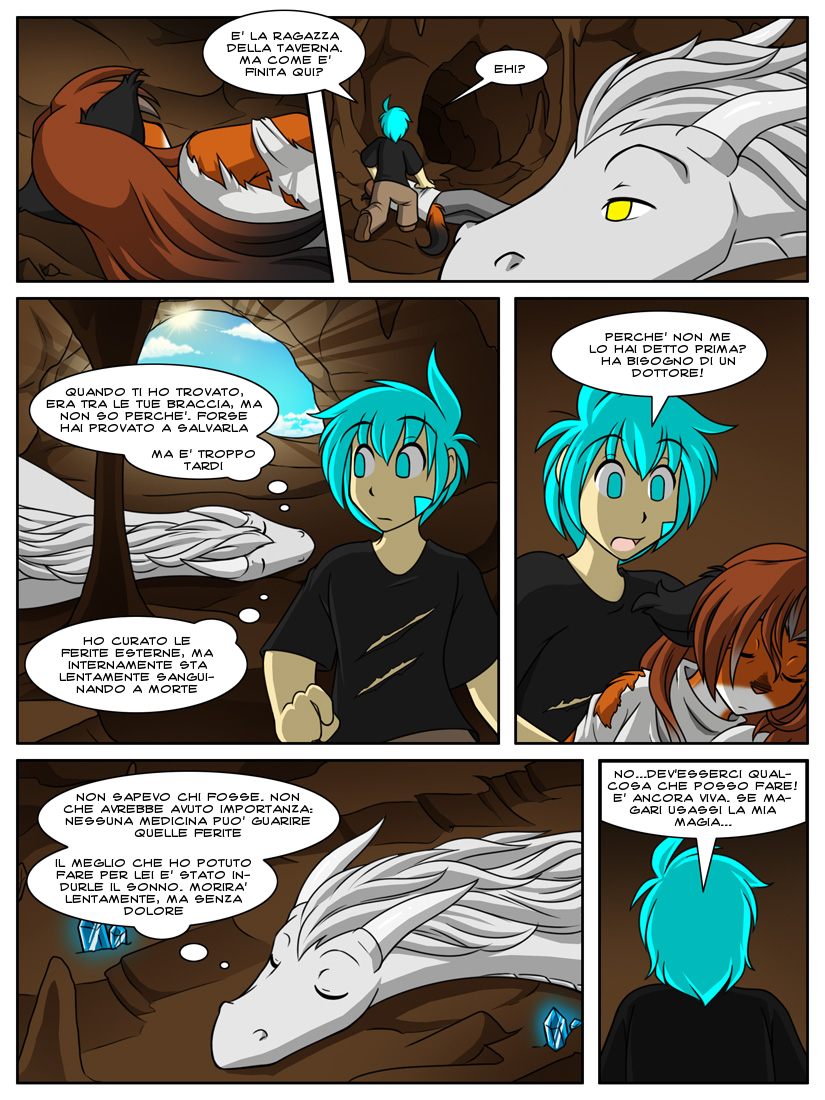 E' LA RAGAZZA
DELLA TAVERNA.
MA COME E'
FINITA QUI?
EHI?
QUANDO TI HO TROVATO,
ERA TRA LE TUE BRACCIA, MA
NON SO PERCHE'. FORSE
HAI PROVATO A SALVARLA
MA E' TROPPO
TARDI
HO CURATO LE
FERITE ESTERNE, MA
INTERNAMENTE STA
LENTAMENTE SANGUI-
NANDO A MORTE
PERCHE' NON ME
LO HAI DETTO PRIMA?
HA BISOGNO DI UN
DOTTORE!
NON SAPEVO CHI FOSSE. NON
CHE AVREBBE AVUTO IMPORTANZA:
NESSUNA MEDICINA PUO' GUARIRE
QUELLE FERITE
IL MEGLIO CHE HO POTUTO
FARE PER LEI E' STATO IN-
DURLE IL SONNO. MORIRA'
LENTAMENTE, MA SENZA
DOLORE
NO...DEV'ESSERCI QUAL-
COSA CHE POSSO FARE!
E' ANCORA VIVA. SE MA-
GARI USASSI LA MIA
MAGIA...